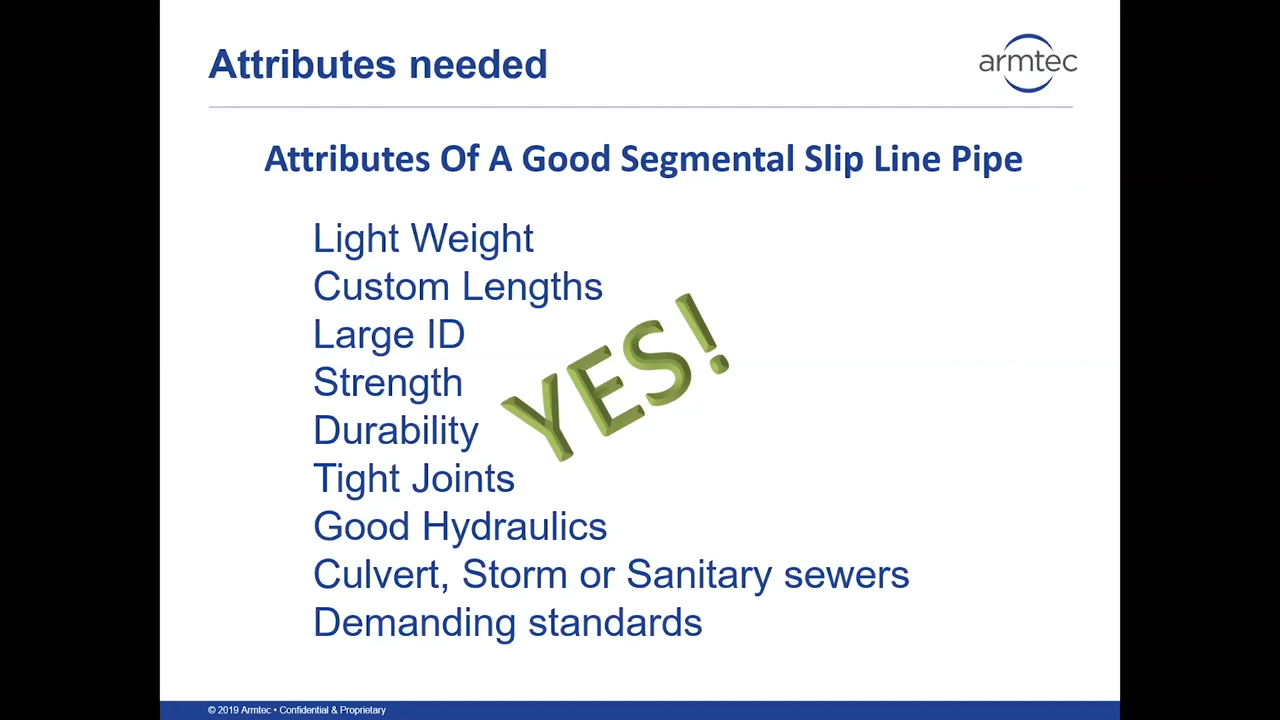 Attributes needed
armtec
Attributes Of A Good Segmental Slip Line Pipe
Light Weight
Custom Lengths
Large ID
Strength
Durability
Tight Joints
Good Hydraulics
Culvert, Storm or Sanitary sewers
Demanding standards
YES!
© 2019 Armtec • Confidential & Proprietary